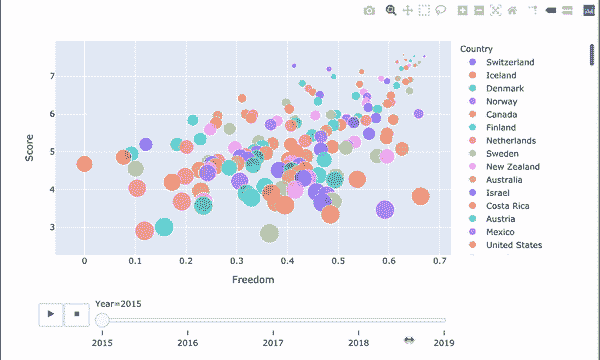 Country
Switzerland
Iceland
Denmark
Norway
Canada
Finland
Netherlands
Sweden
New Zealand
Australia
Israel
Costa Rica
Austria
Mexico
United States
Score
7
6
5
4
3
0 0.1 0.2 0.3 0.4 0.5 0.6 0.7
Freedom
Year=2015
2015 2016 2017 2018 2019